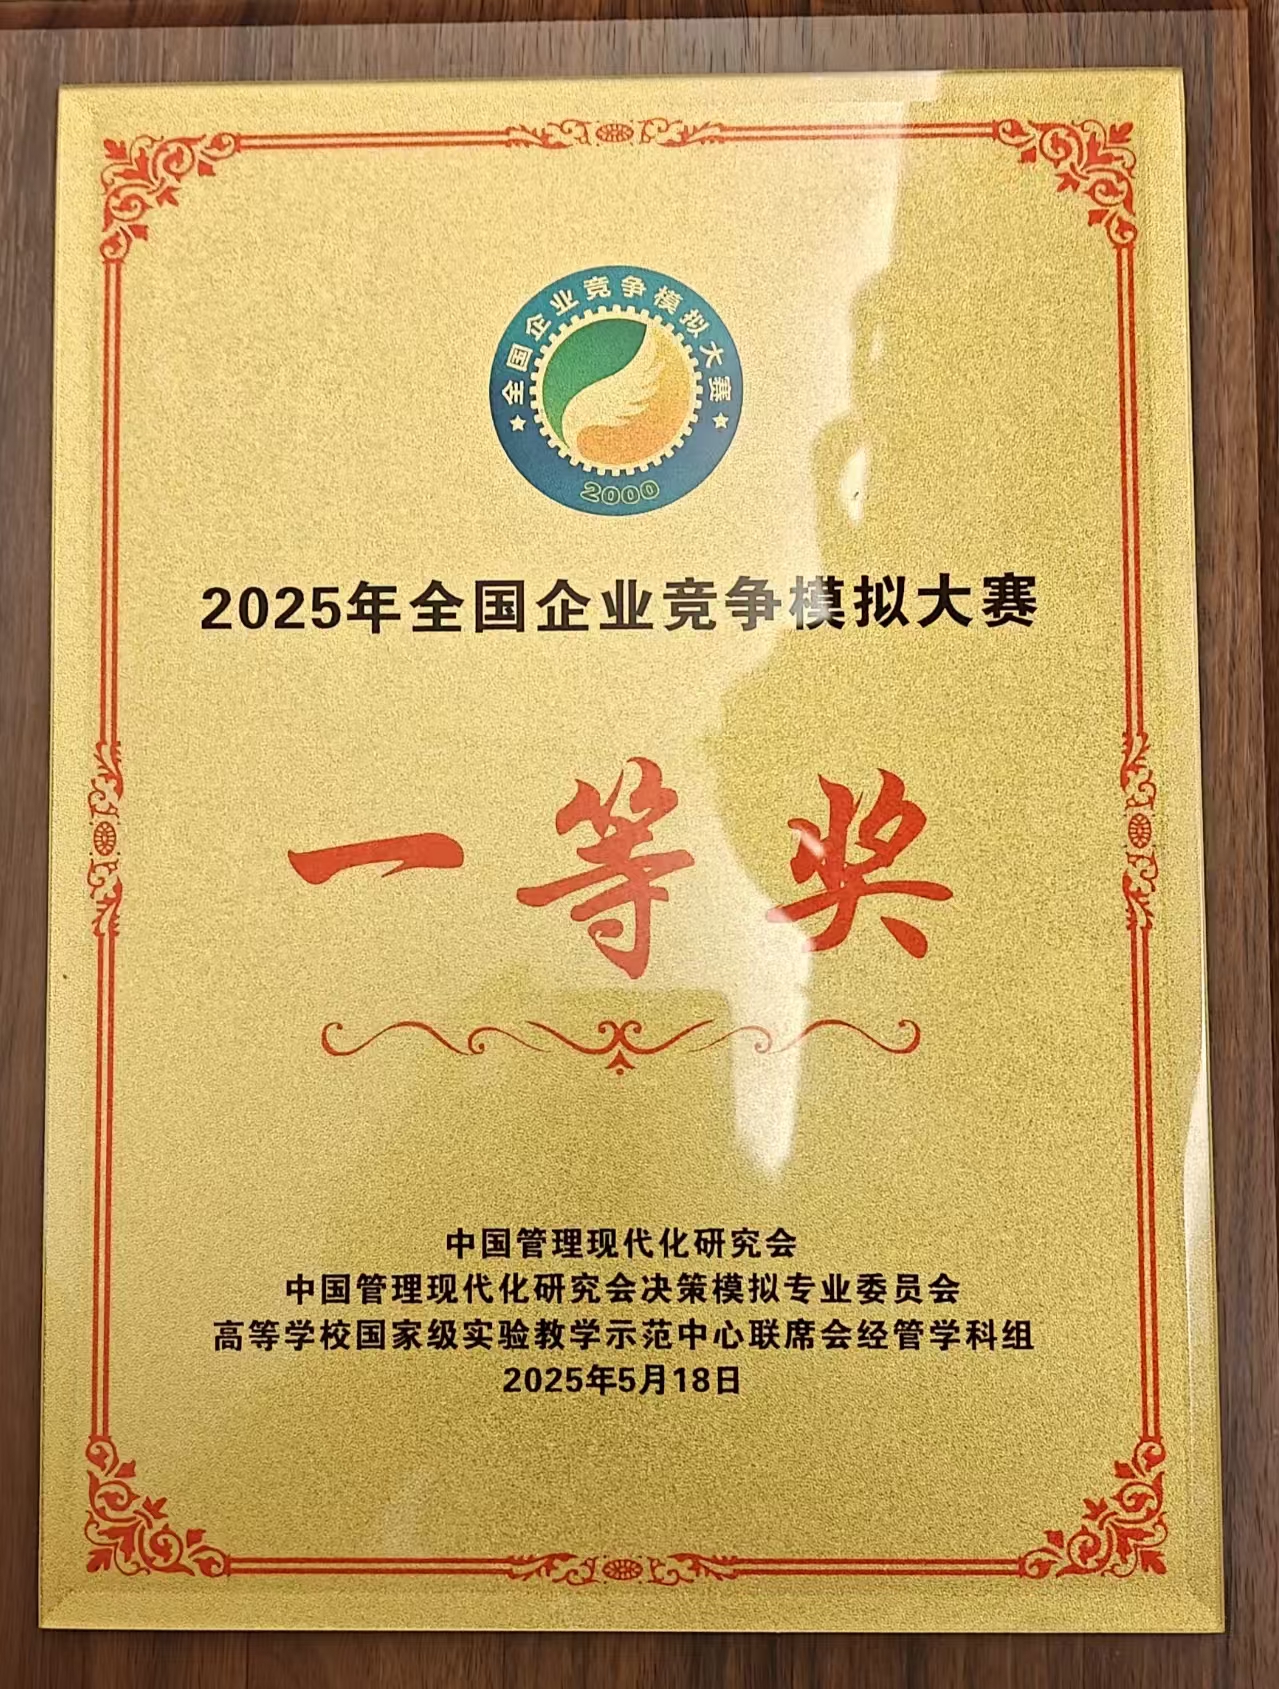 全国企业竞争模拟大赛
2000
2025年全国企业竞争模拟大赛
一等奖
中国管理现代化研究会
中国管理现代化研究会决策模拟专业委员会
高等学校国家级实验教学示范中心联席会经管学科组
2025年5月18日